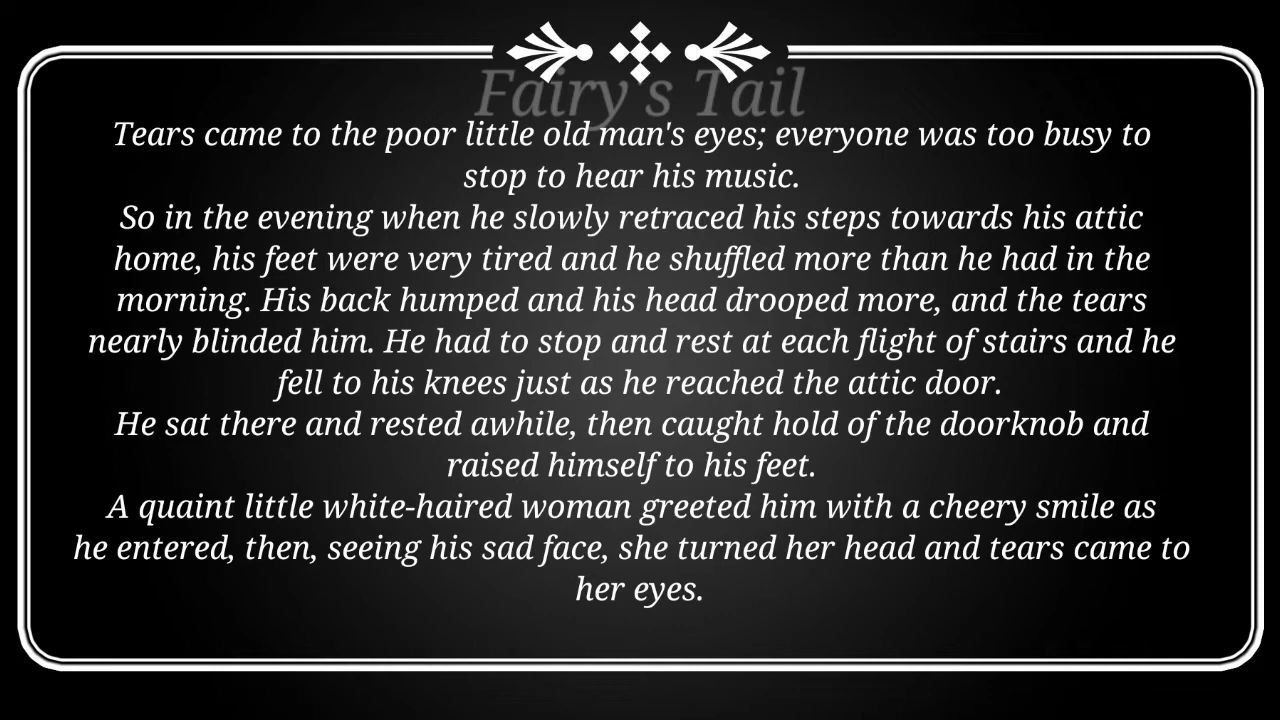 Fairy's Tail
Tears came to the poor little old man's eyes; everyone was too busy to
stop to hear his music.
So in the evening when he slowly retraced his steps towards his attic
home, his feet were very tired and he shuffled more than he had in the
morning. His back humped and his head drooped more, and the tears
nearly blinded him. He had to stop and rest at each flight of stairs and he
fell to his knees just as he reached the attic door.
He sat there and rested awhile, then caught hold of the doorknob and
raised himself to his feet.
A quaint little white-haired woman greeted him with a cheery smile as
he entered, then, seeing his sad face, she turned her head and tears came to
her eyes.